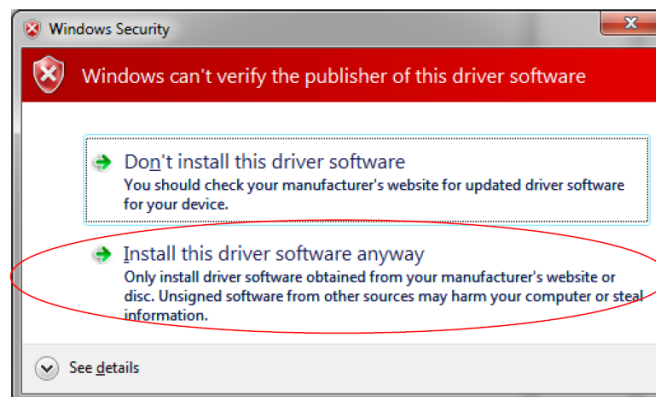 Windows Security
Windows can't verify the publisher of this driver software
Don't install this driver software
You should check your manufacturer's website for updated driver software
for your device.
Install this driver software anyway
Only install driver software obtained from your manufacturer's website or
disc. Unsigned software from other sources may harm your computer or steal
information.
See details